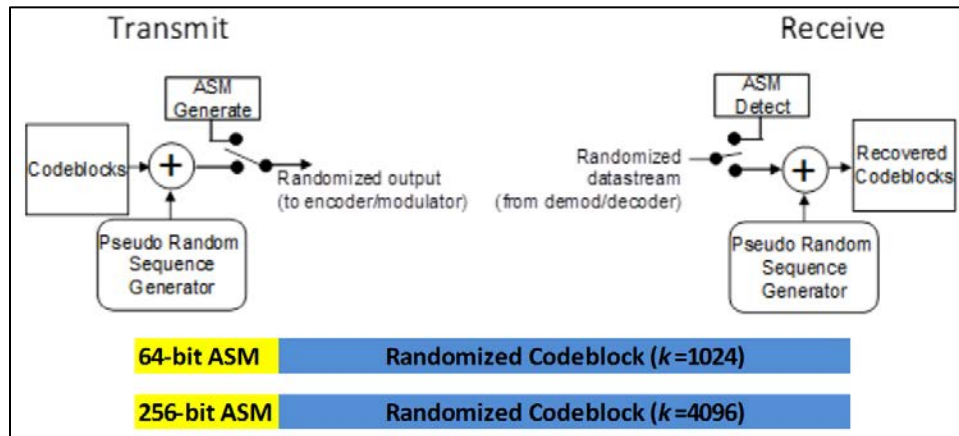 Transmit
Receive
ASM
Generate
Codeblocks
+
Randomized output
(to encoder/modulator)
Pseudo Random
Sequence
Generator
ASM
Detect
Randomized
datastream
(from demod/decoder)
+
Recovered
Codeblocks
Pseudo Random
Sequence
Generator
64-bit ASM
Randomized Codeblock (k=1024)
256-bit ASM
Randomized Codeblock (k=4096)